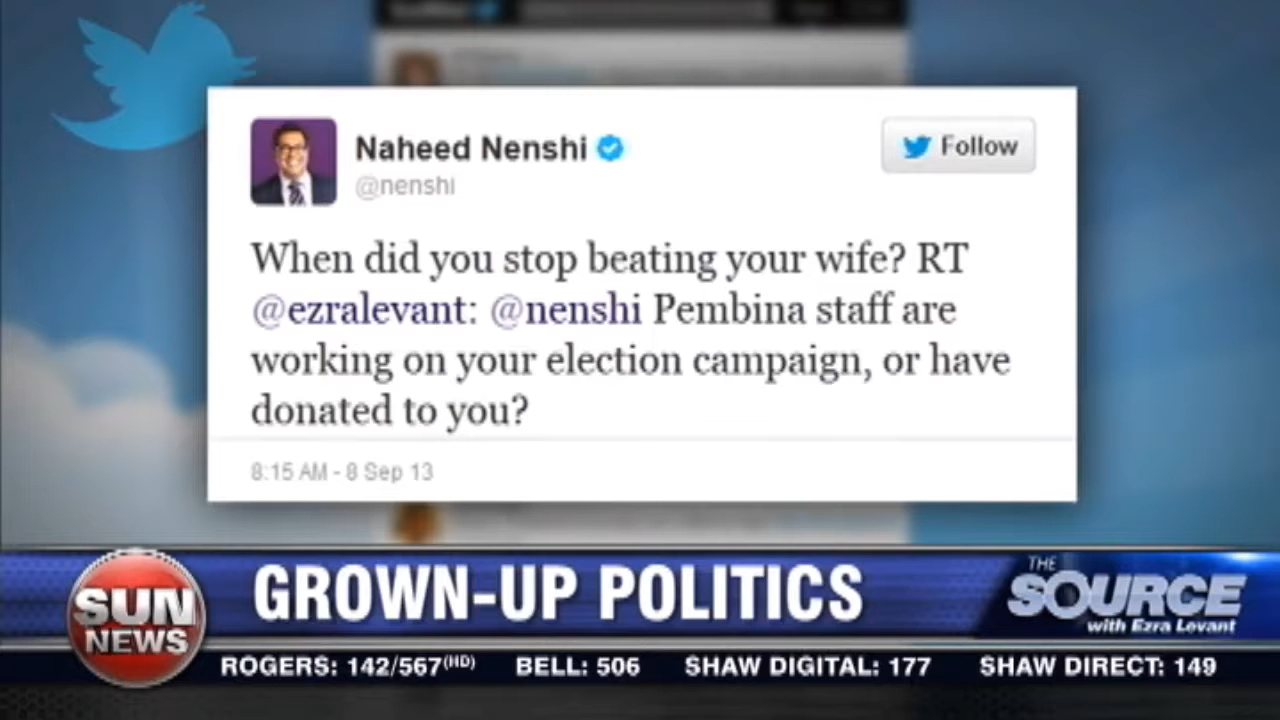 Naheed Nenshi
@nenshi
Follow
When did you stop beating your wife? RT
@ezralevant: @nenshi Pembina staff are
working on your election campaign, or have
donated to you?
8:15 AM - 8 Sep 13
SUN
NEWS
GROWN-UP POLITICS
THE
SOURCE
with Ezra Levant
ROGERS: 142/567(HD) BELL: 506 SHAW DIGITAL: 177 SHAW DIRECT: 149